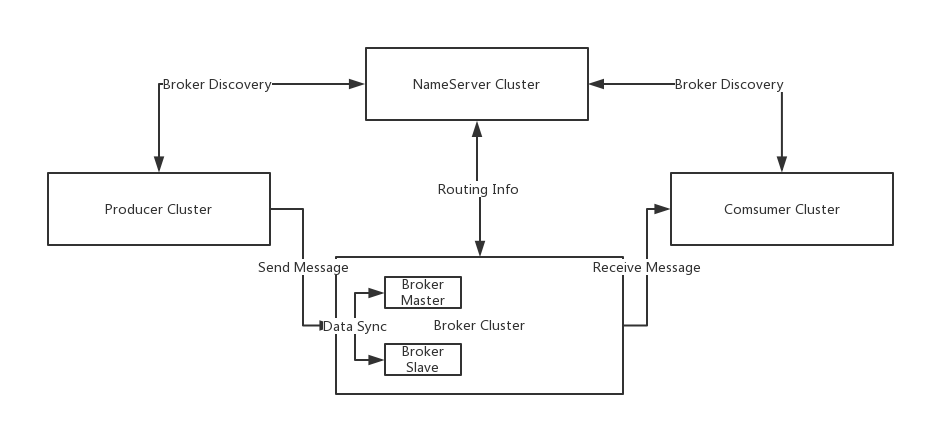 NameServer Cluster
Broker Discovery
Broker Discovery
Routing Info
Producer Cluster
Comsumer Cluster
Send Message
Receive Message
Broker
Master
Data Sync
Broker Cluster
Broker
Slave